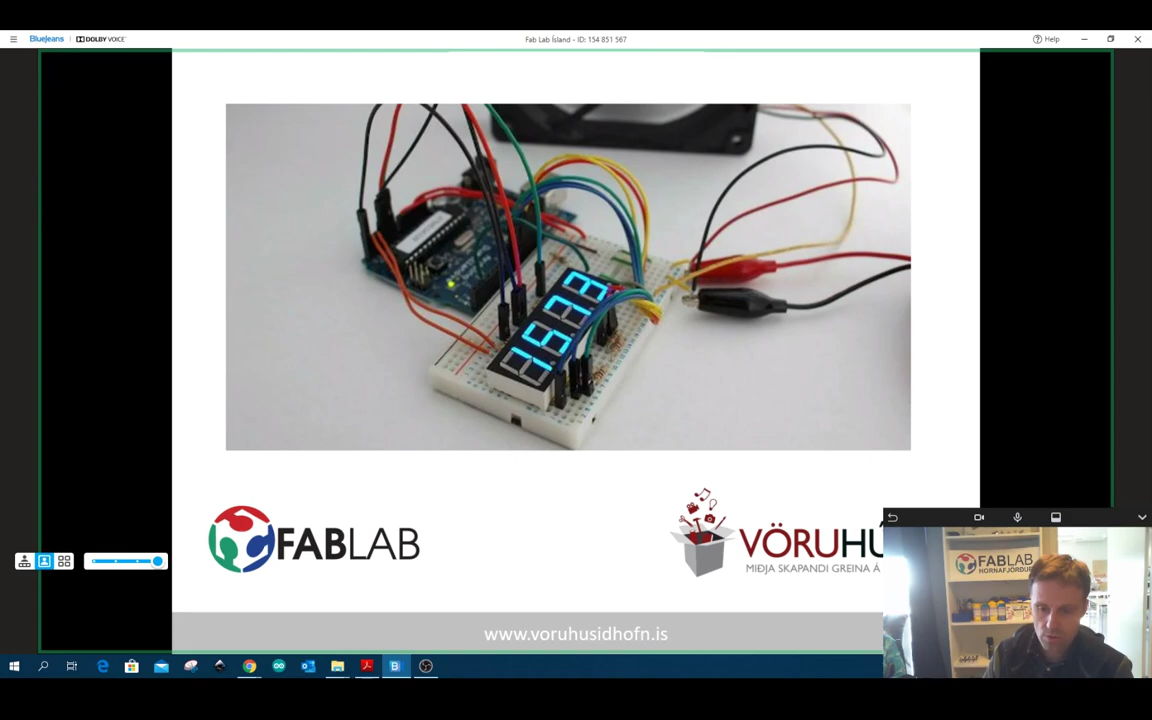 BlueJeans
DOLBY VOICE
Fab Lab Ísland - ID: 154 851 567
Help
FABLAB
VÖRUHÚ
MIÐJA SKAPANDI GREINA Á
www.voruhusidhofn.is
FABLAB
HORNAFJÖRÐUR